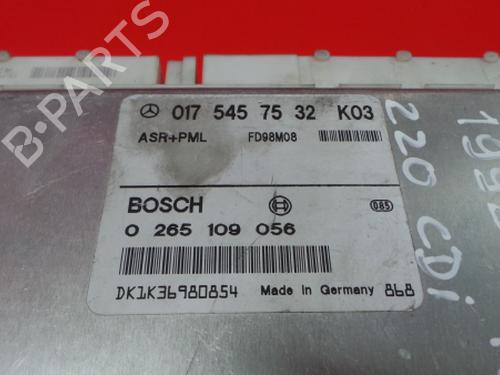 017 545 75 32 K03
ASR+PML FD98M08
BOSCH
085
0 265 109 056
DK1K36980854 Made in Germany 868
220 CDi
B-PARTS